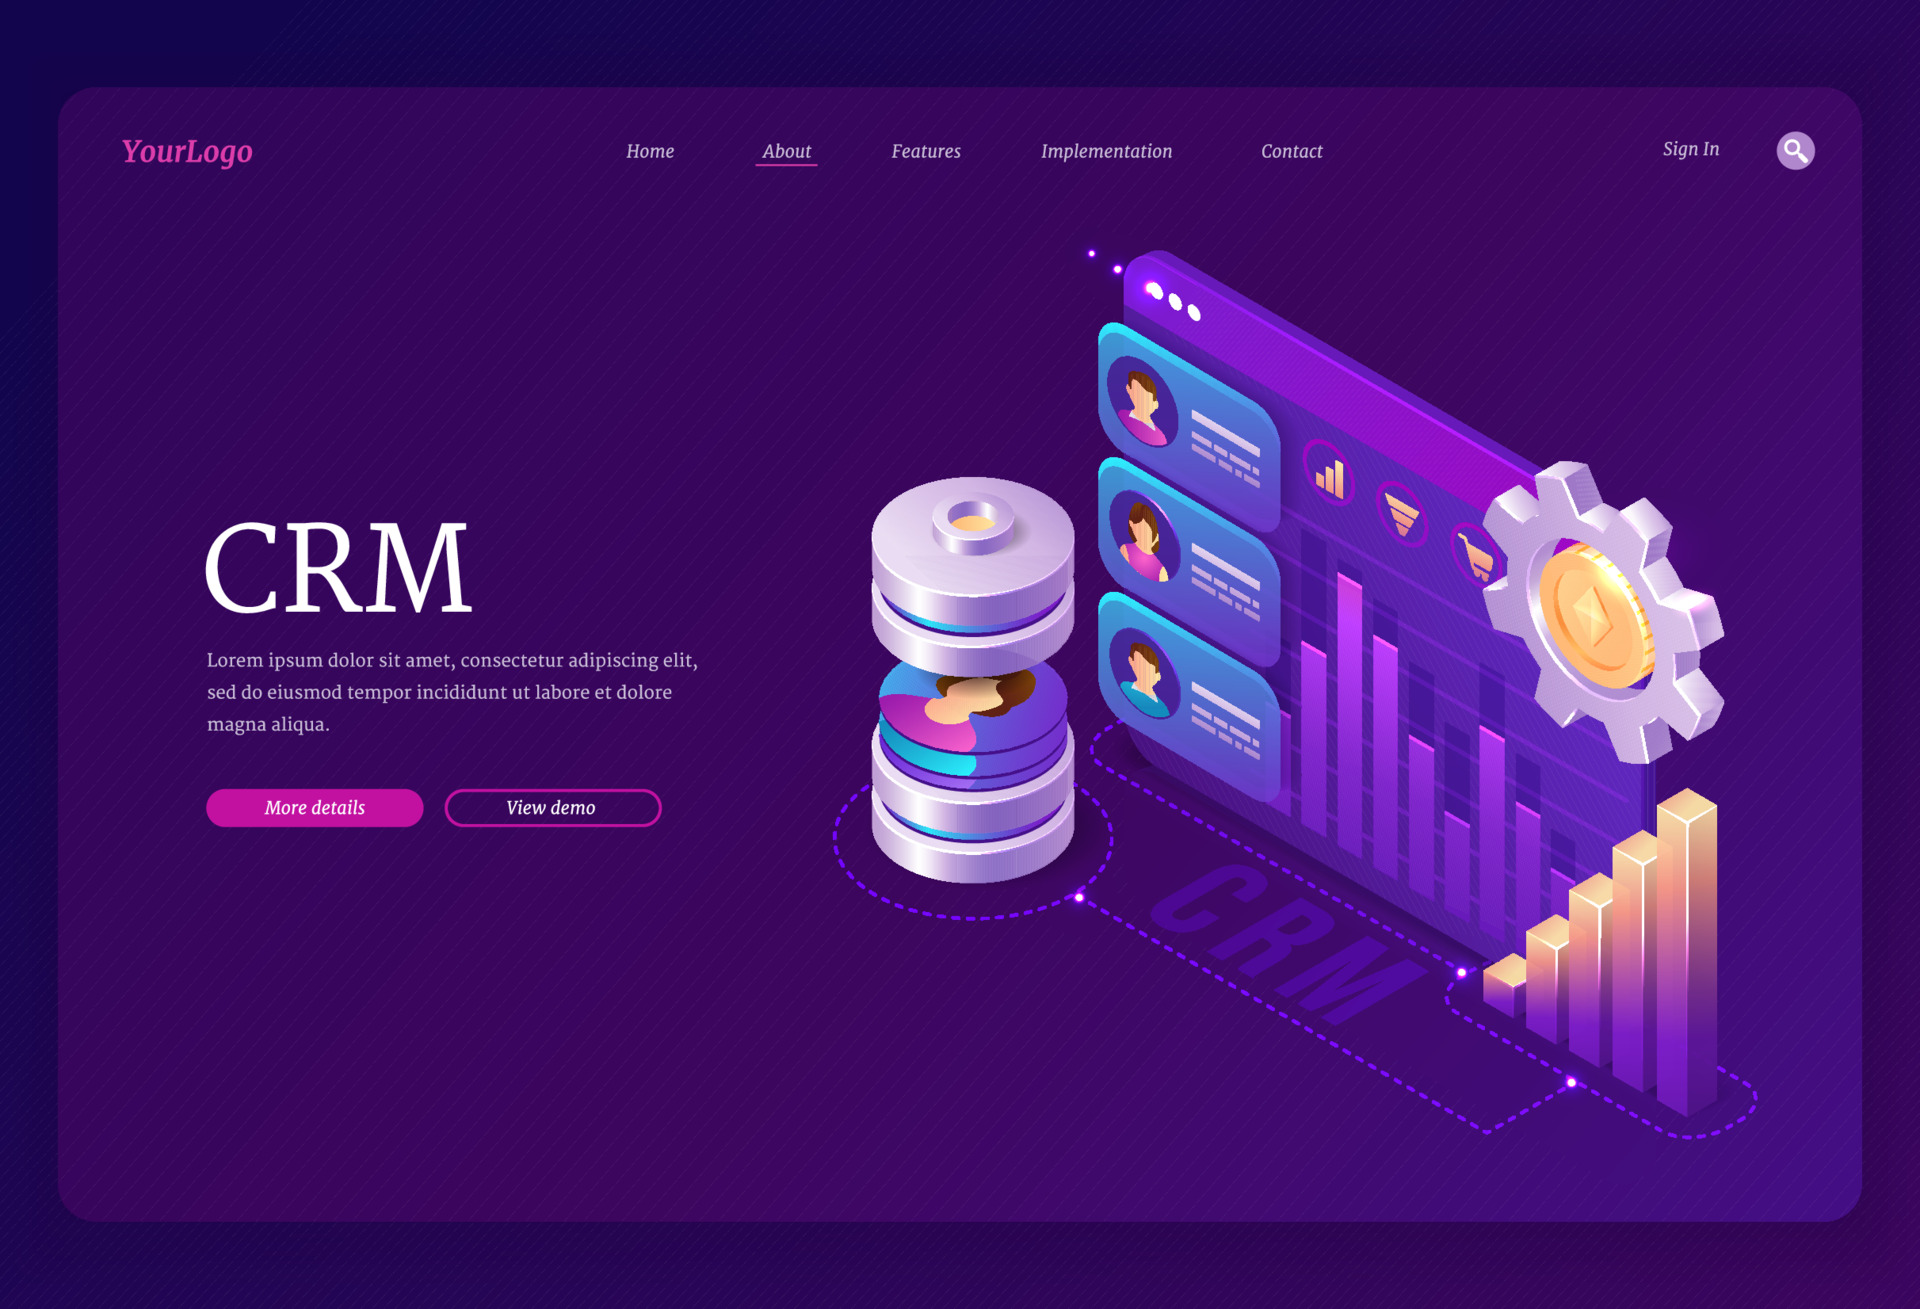 YourLogo
Home
About
Features
Implementation
Contact
Sign In
CRM
Lorem ipsum dolor sit amet, consectetur adipiscing elit,
sed do eiusmod tempor incididunt ut labore et dolore
magna aliqua.
More details
View demo
CRM